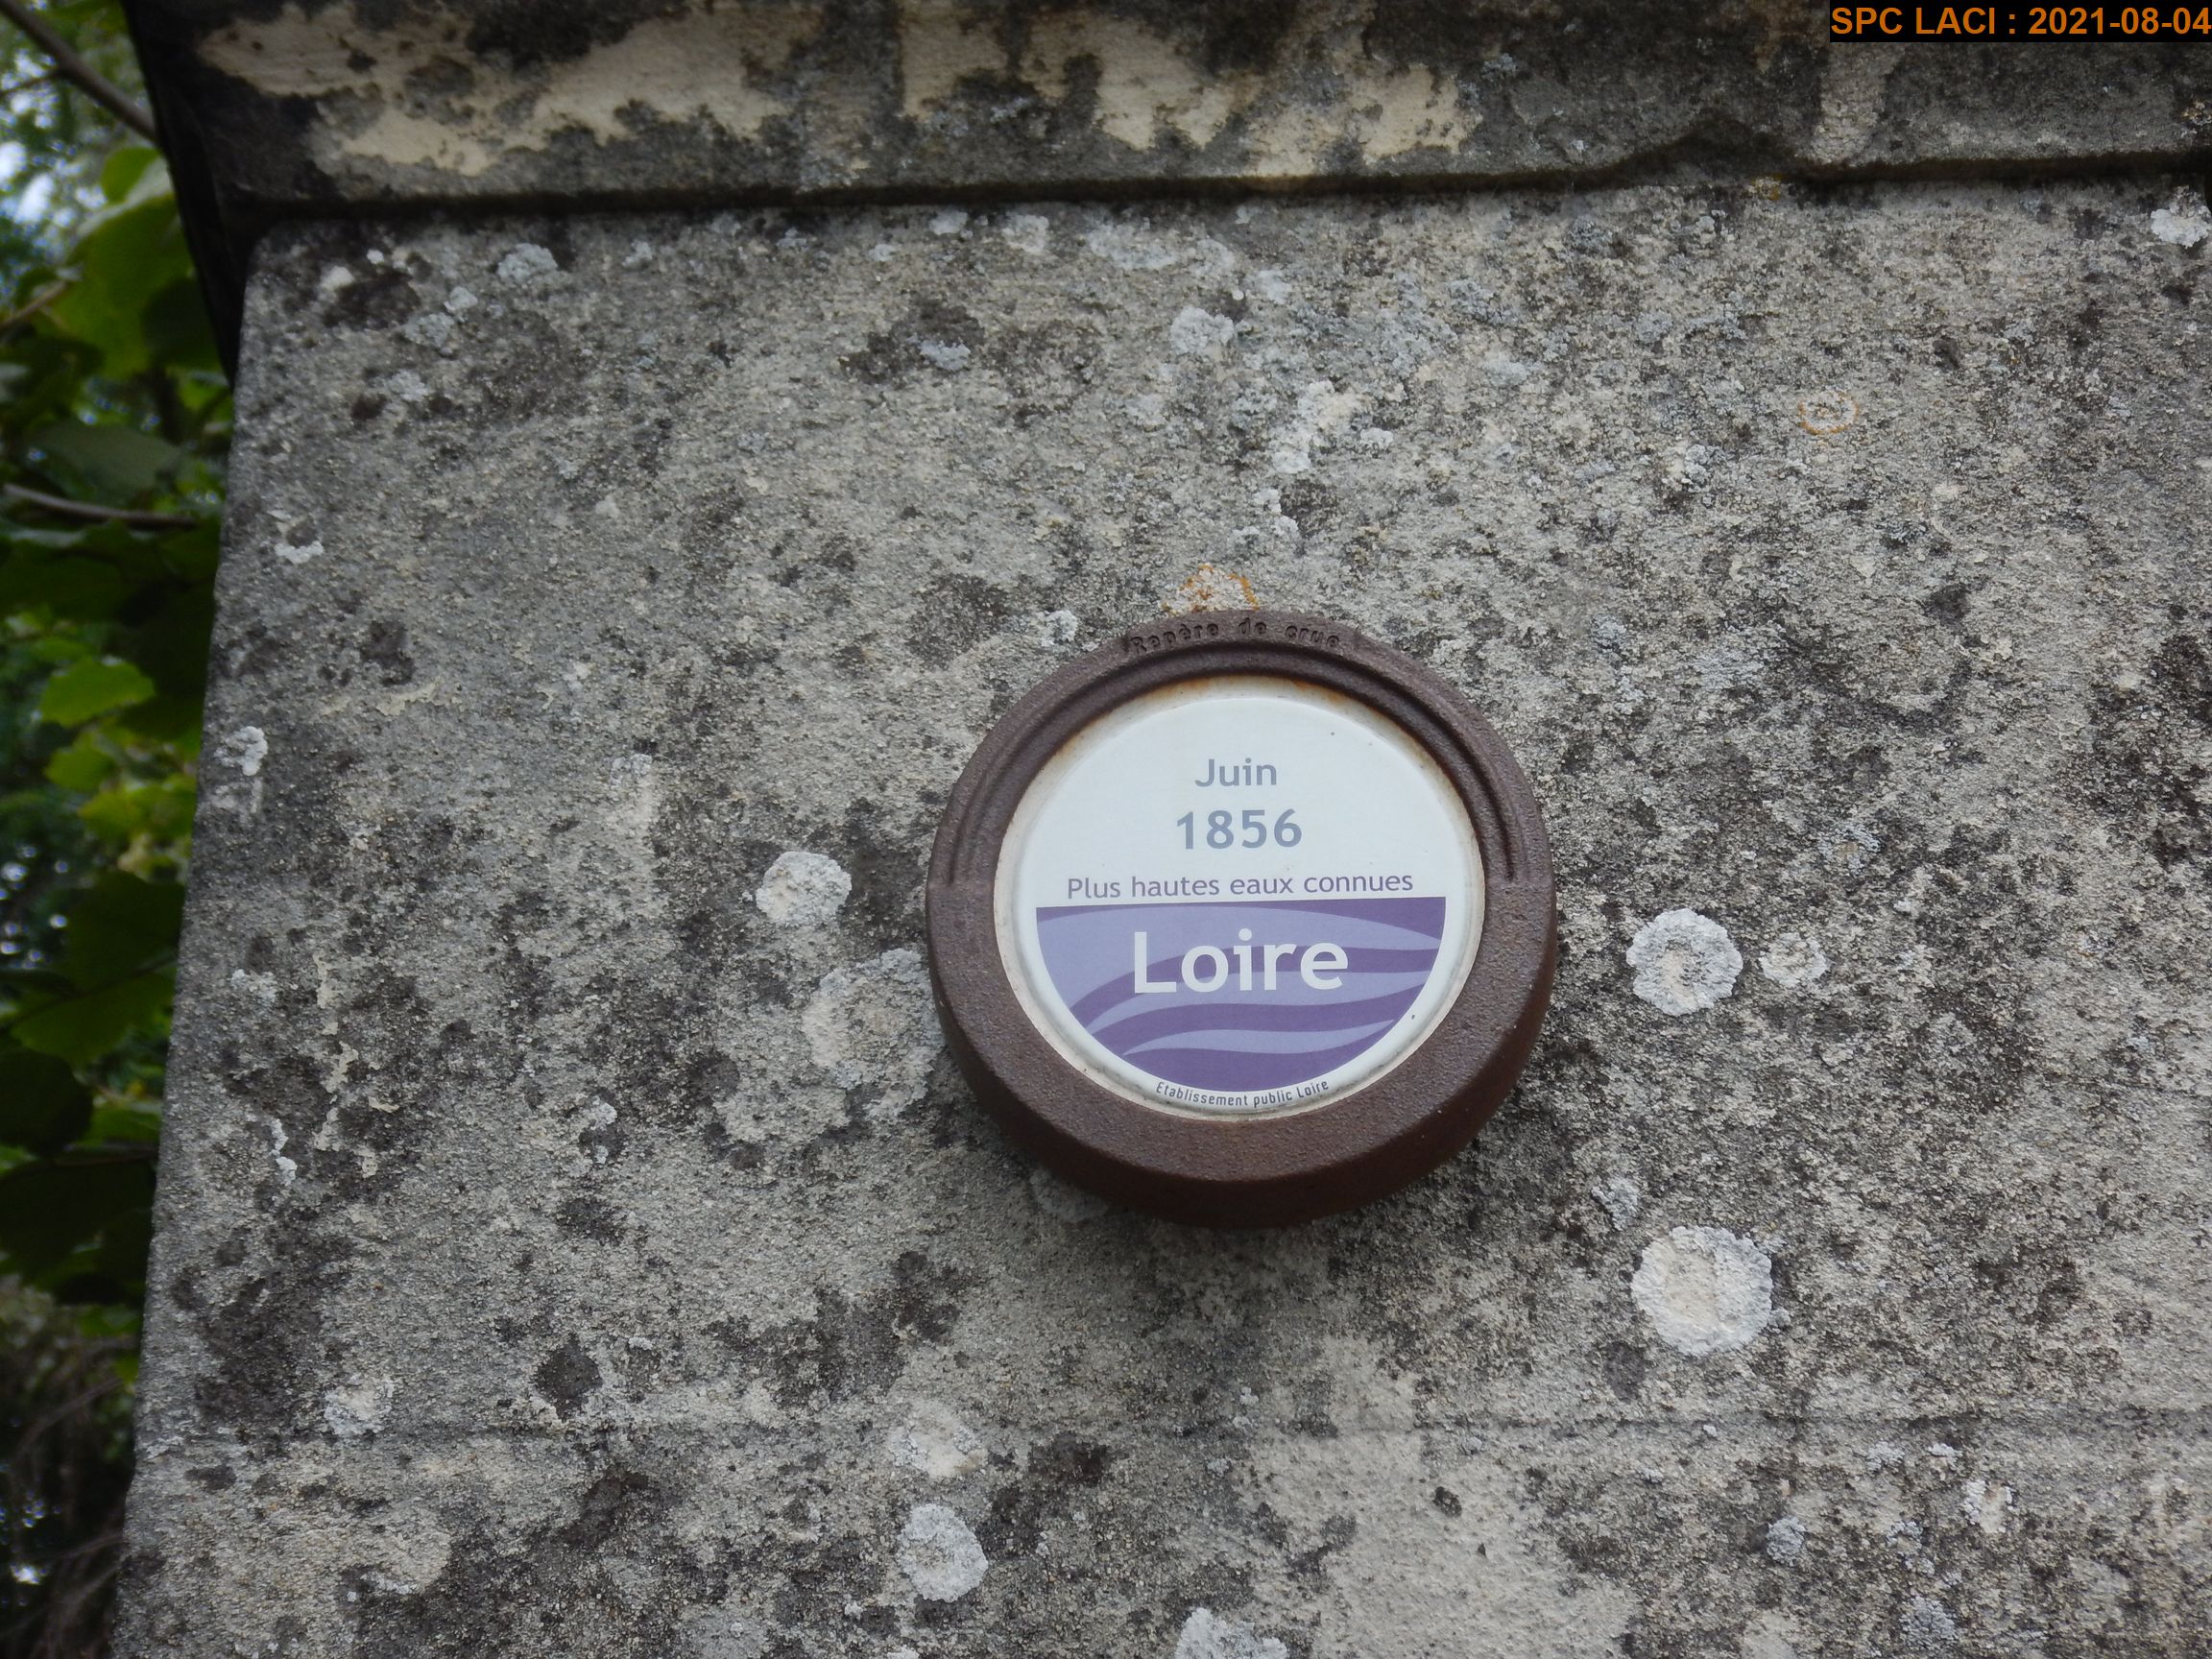 SPC LACI : 2021-08-04
Repère de crue
Juin
1856
Plus hautes eaux connues
Loire
Etablissement public Loire